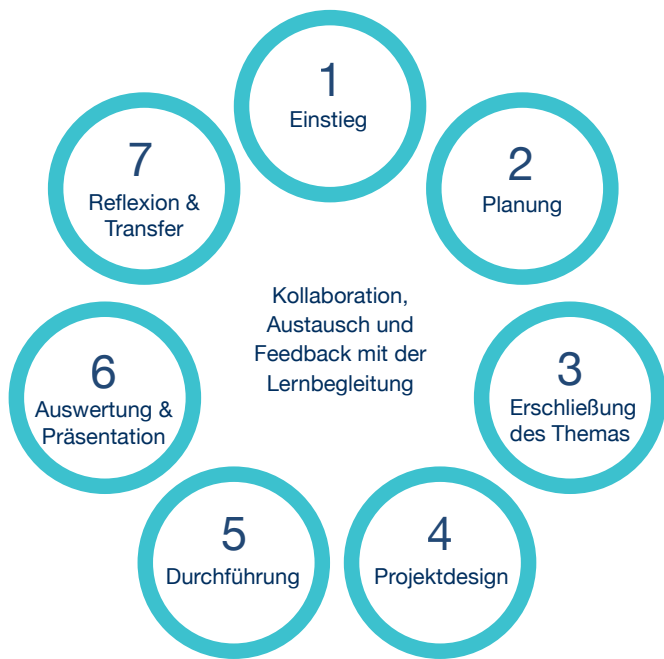 1
Einstieg
2
Planung
3
Erschließung
des Themas
4
Projektdesign
5
Durchführung
6
Auswertung &
Präsentation
7
Reflexion &
Transfer
Kollaboration,
Austausch und
Feedback mit der
Lernbegleitung